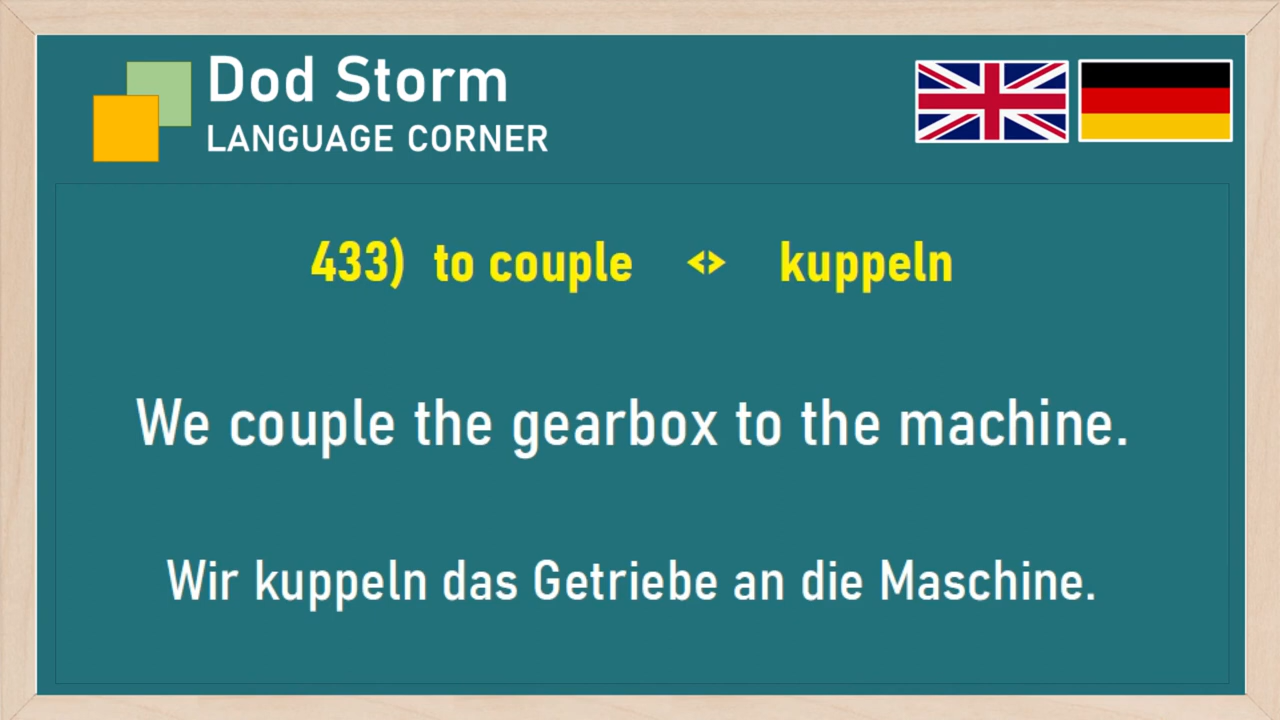 Dod Storm
LANGUAGE CORNER
433) to couple <> kuppeln
We couple the gearbox to the machine.
Wir kuppeln das Getriebe an die Maschine.